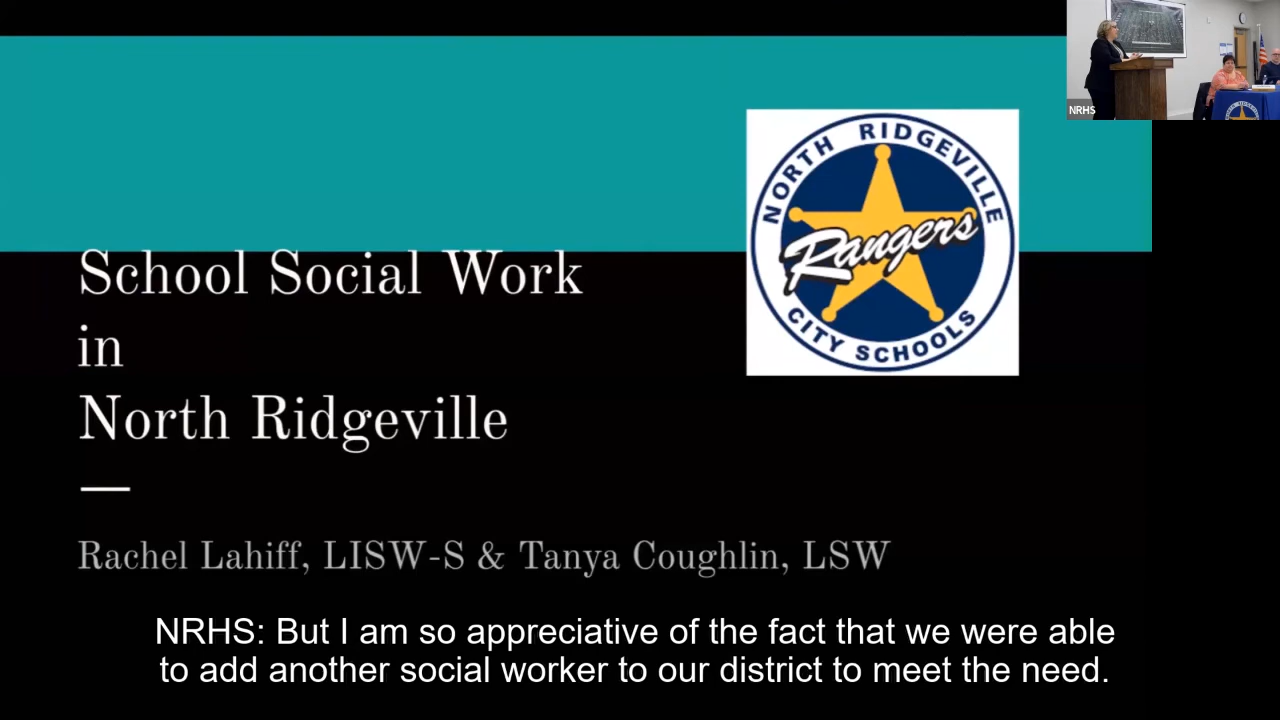 NRHS
NORTH RIDGEVILLE
Rangers
CITY SCHOOLS
School Social Work
in
North Ridgeville
Rachel Lahiff, LISW-S & Tanya Coughlin, LSW
NRHS: But I am so appreciative of the fact that we were able
to add another social worker to our district to meet the need.